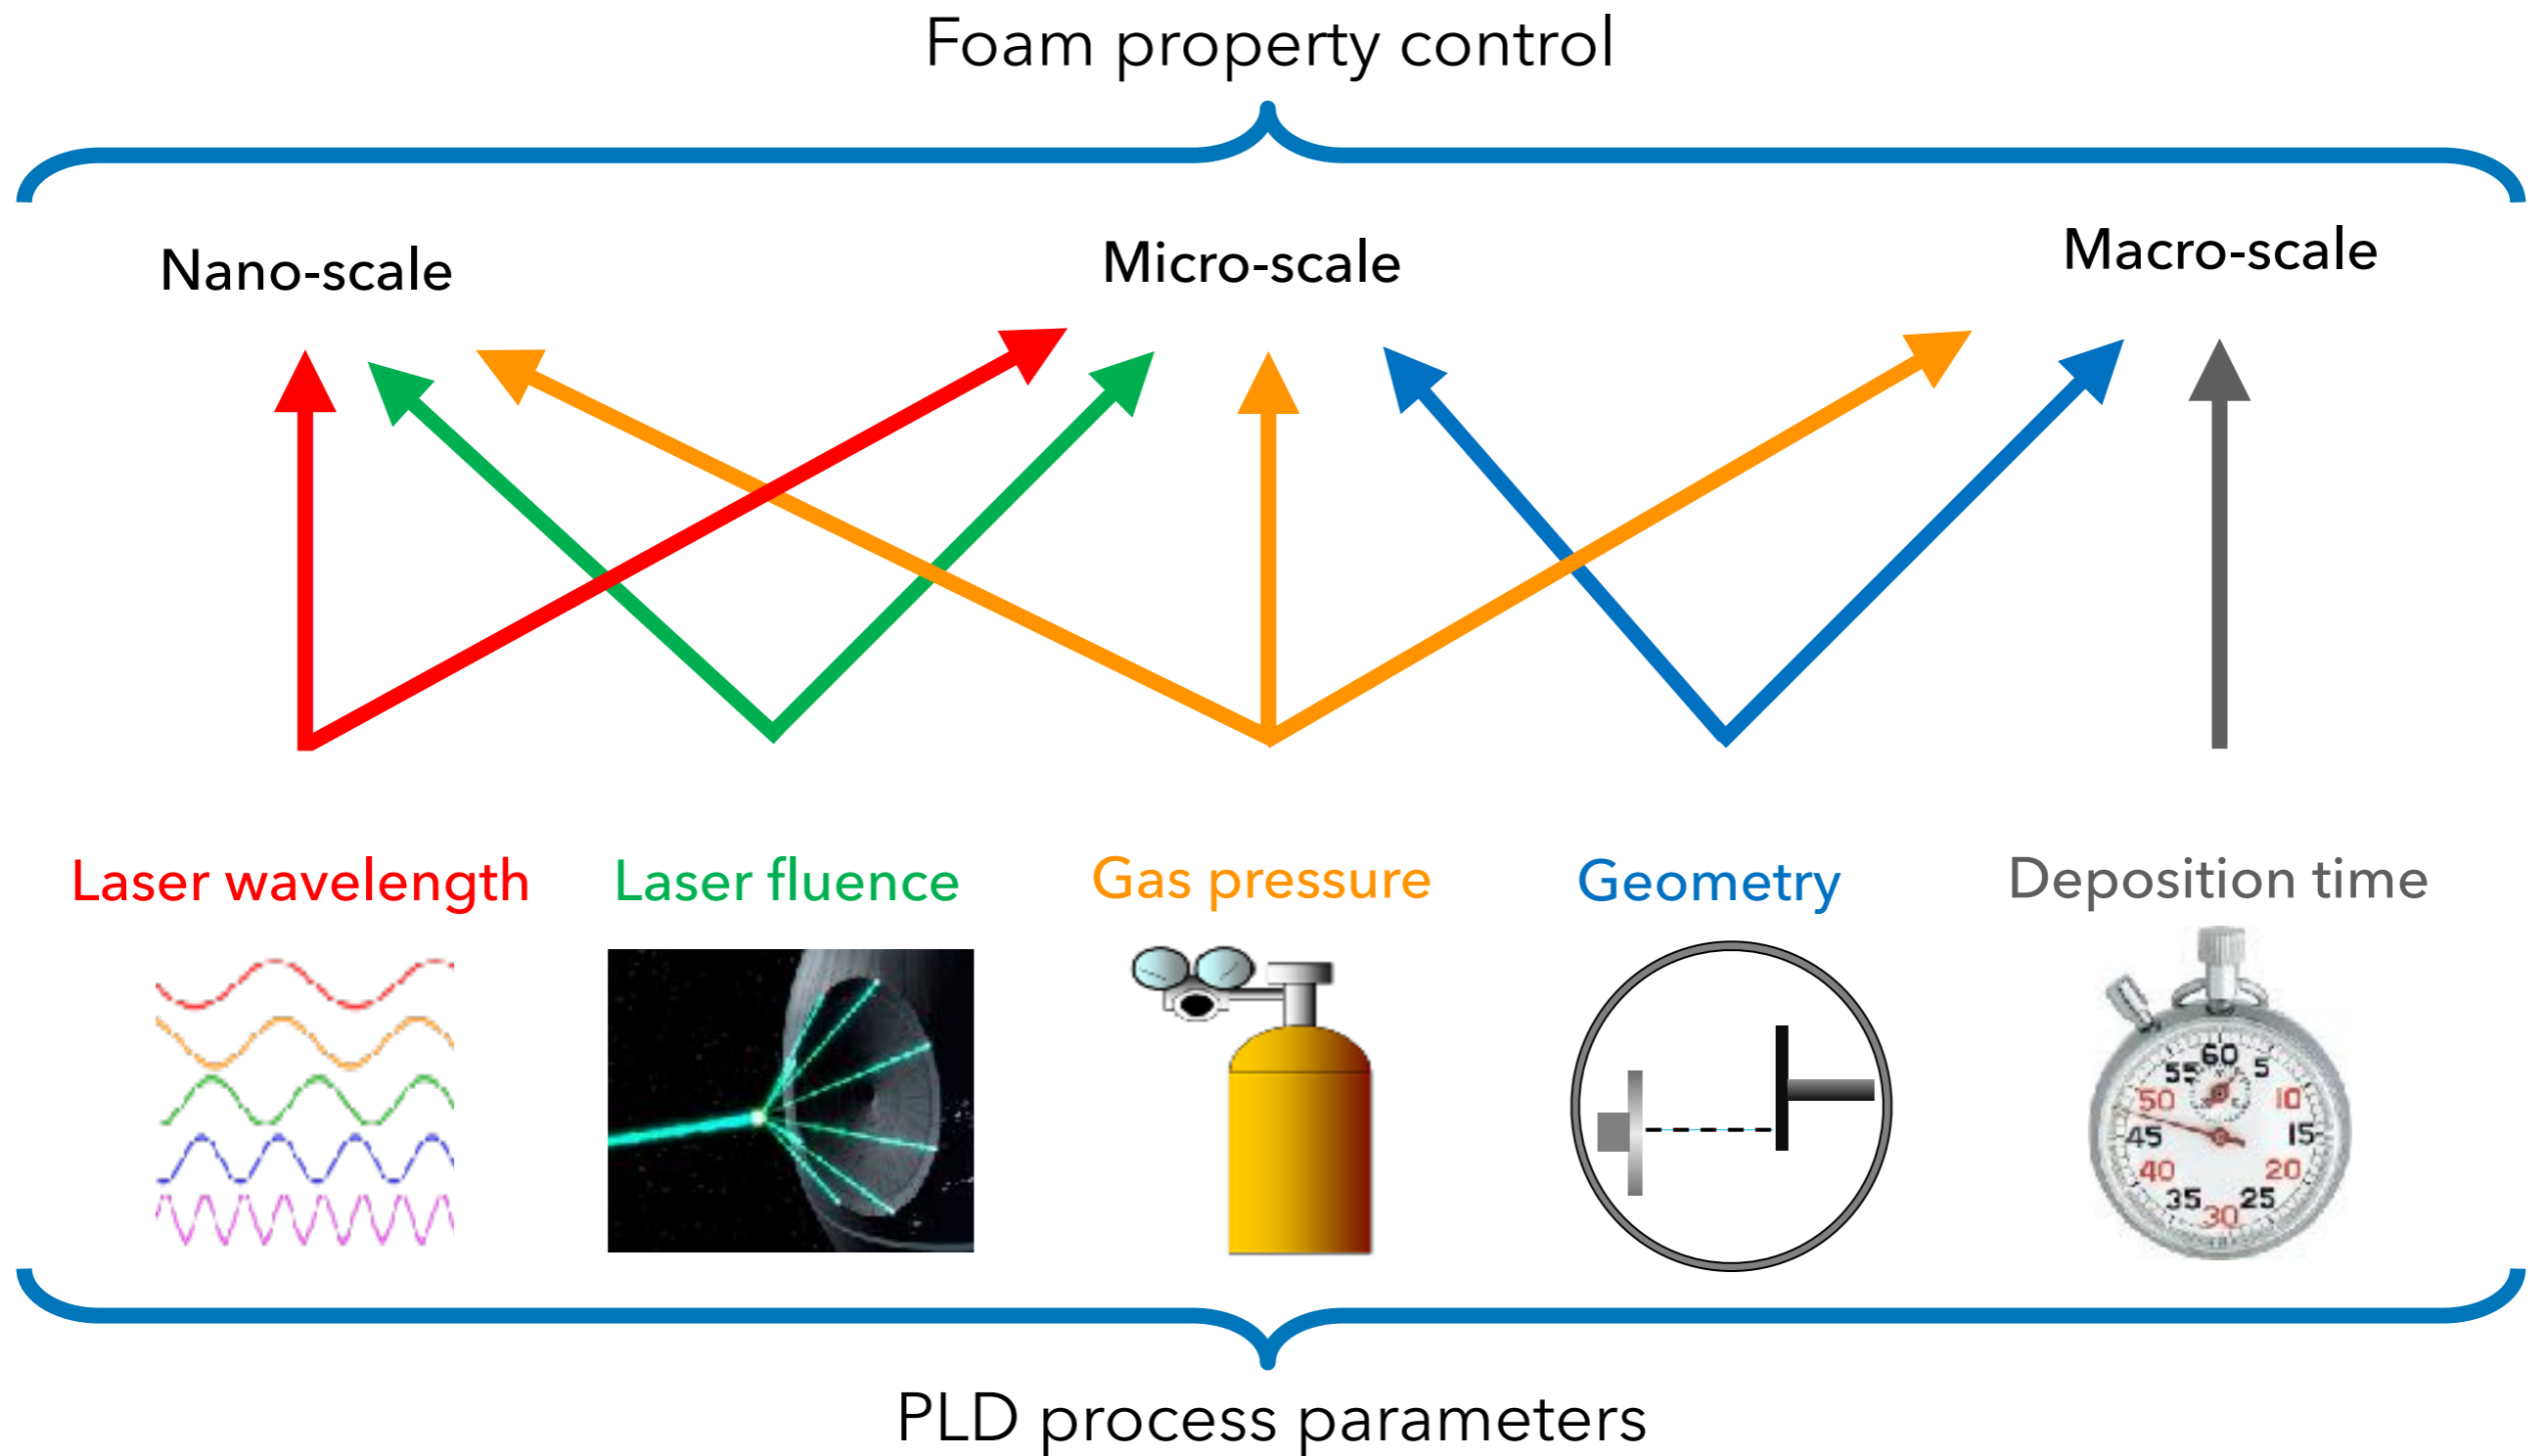 Foam property control
Nano-scale
Micro-scale
Macro-scale
Laser wavelength
Laser fluence
Gas pressure
Geometry
Deposition time
60
55
5
50
10
45
15
40
20
35
25
30
PLD process parameters